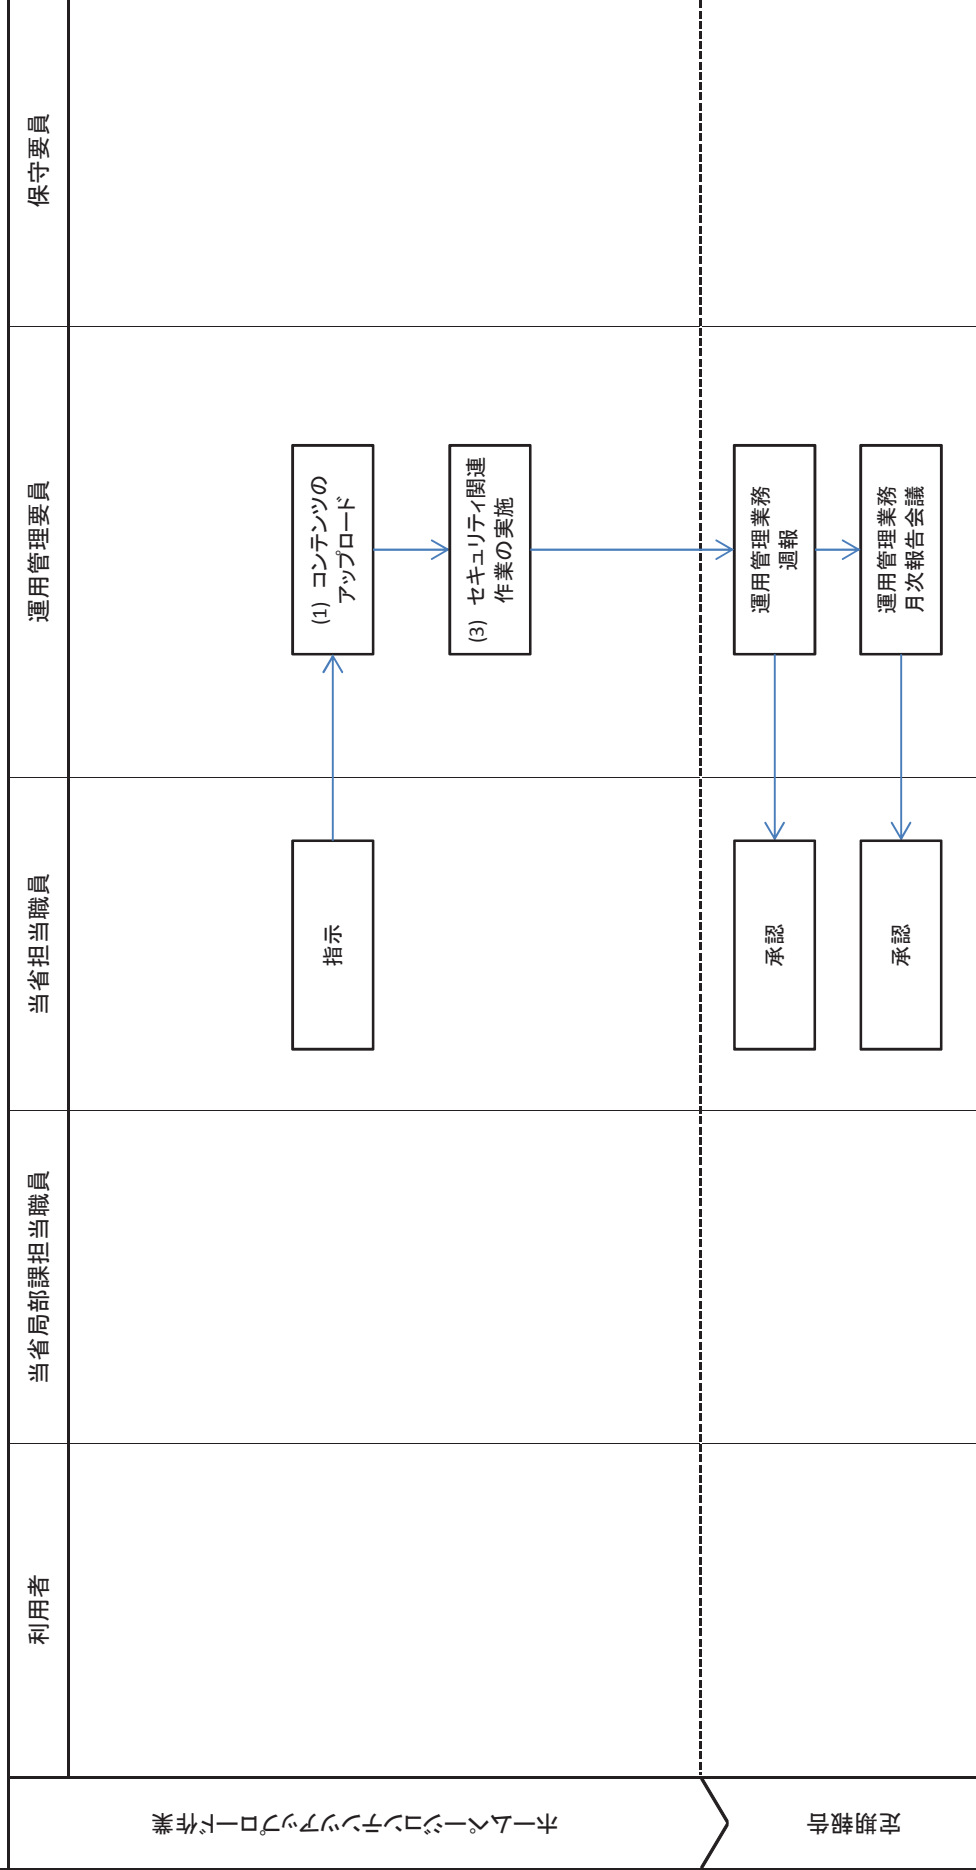 利用者
当省局部課担当職員
当省担当職員
運用管理要員
保守要員
ホームページコンテンツアップロード作業
指示
(1) コンテンツの
アップロード
(3) セキュリティ関連
作業の実施
定期報告
承認
運用管理業務
週報
承認
運用管理業務
月次報告会議